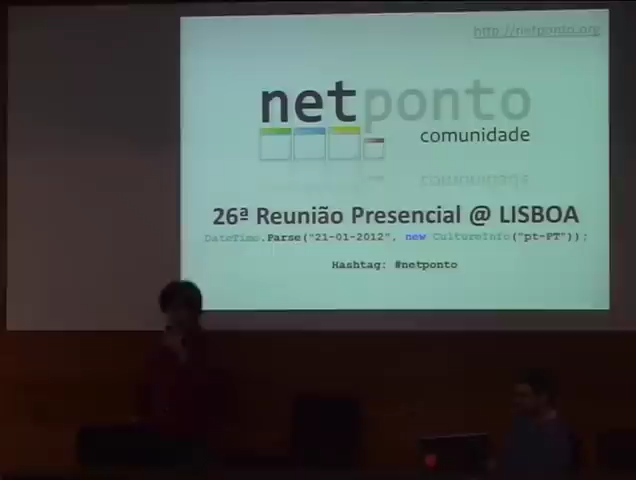 http://netponto.org
netponto
comunidade
26ª Reunião Presencial @ LISBOA
DateTime.Parse("21-01-2012", new CultureInfo("pt-PT"));
Hashtag: #netponto